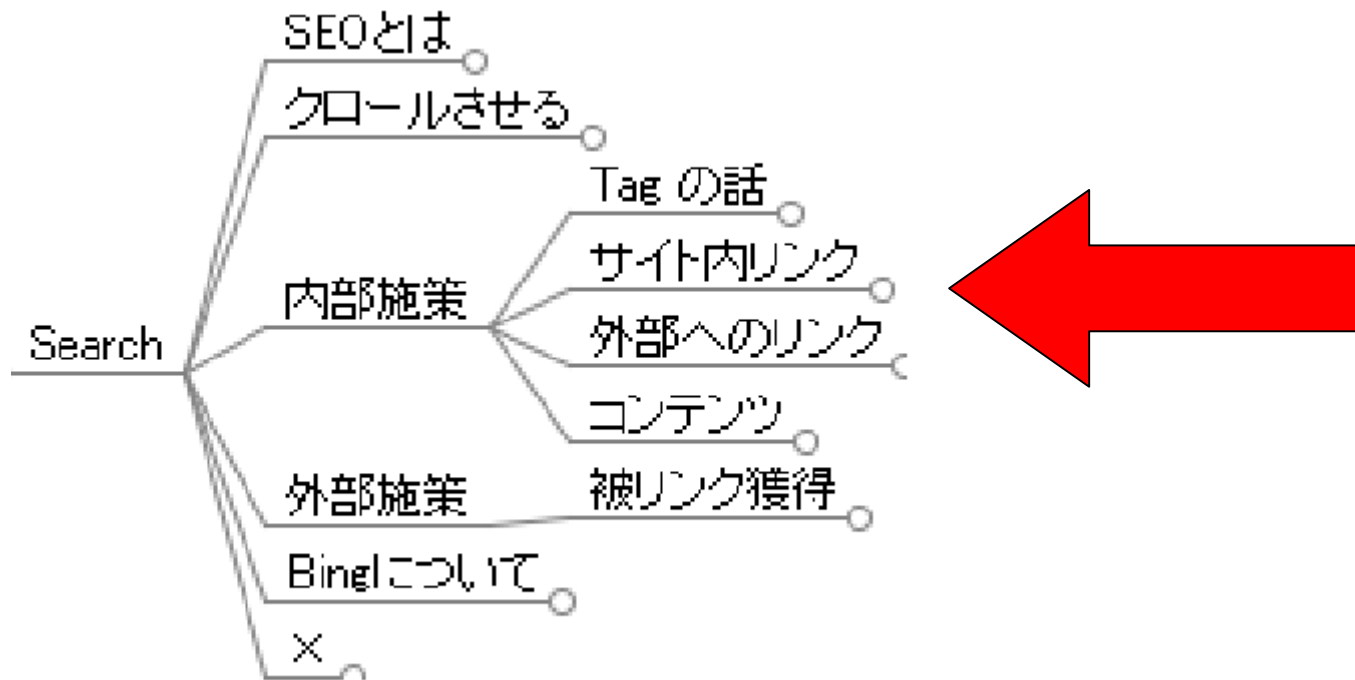 SEOとは
クロールさせる
Tag の話
サイト内リンク
内部施策
外部へのリンク
Search
コンテンツ
外部施策
被リンク獲得
Bingについて
×